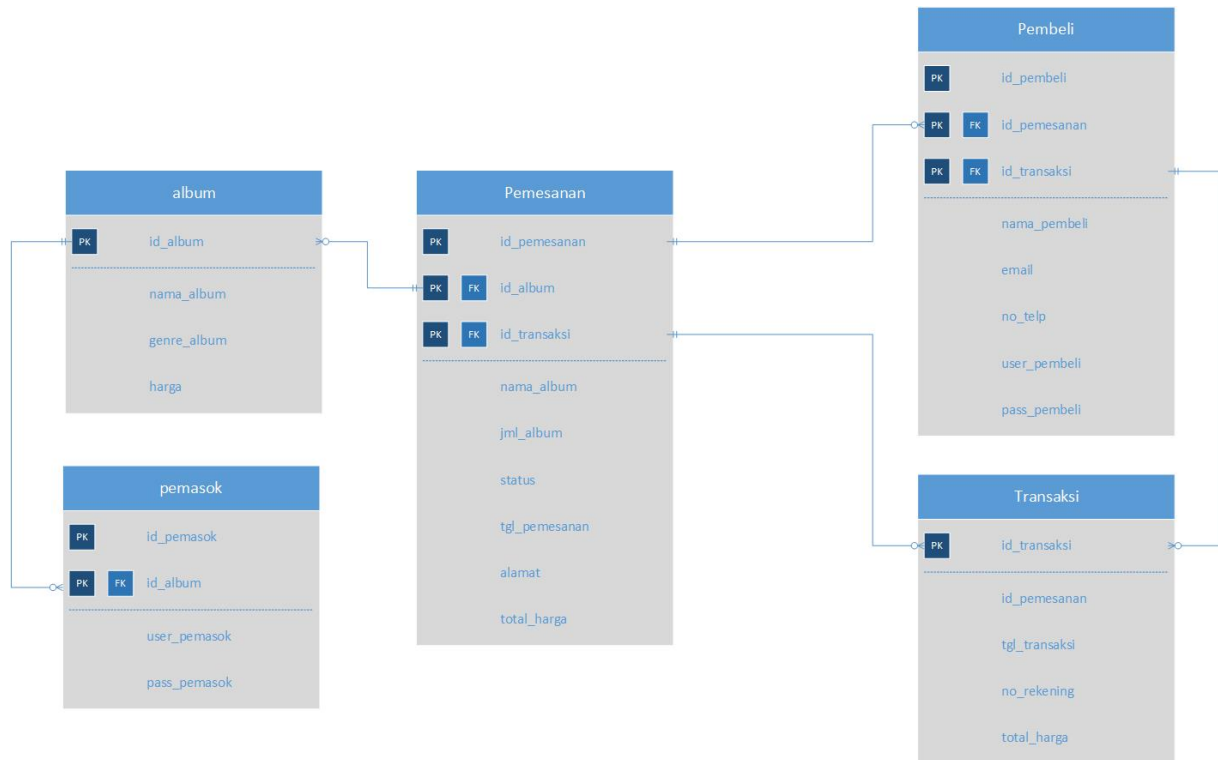 album
PK id_album
nama_album
genre_album
harga
pemasok
PK id_pemasok
PK FK id_album
user_pemasok
pass_pemasok
Pemesanan
PK id_pemesanan
PK FK id_album
PK FK id_transaksi
nama_album
jml_album
status
tgl_pemesanan
alamat
total_harga
Pembeli
PK id_pembeli
PK FK id_pemesanan
PK FK id_transaksi
nama_pembeli
email
no_telp
user_pembeli
pass_pembeli
Transaksi
PK id_transaksi
id_pemesanan
tgl_transaksi
no_rekening
total_harga